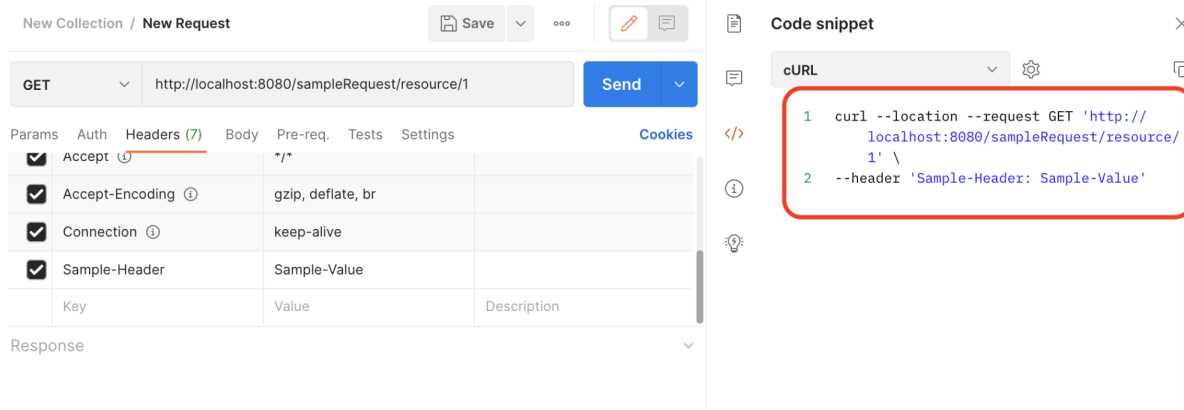 New Collection / New Request
Save
GET
http://localhost:8080/sampleRequest/resource/1
Send
Params Auth Headers (7) Body Pre-req. Tests Settings Cookies
Accept */*
Accept-Encoding gzip, deflate, br
Connection keep-alive
Sample-Header Sample-Value
Key Value Description
Response
Code snippet
cURL
1 curl --location --request GET 'http://
localhost:8080/sampleRequest/resource/
1' \
2 --header 'Sample-Header: Sample-Value'